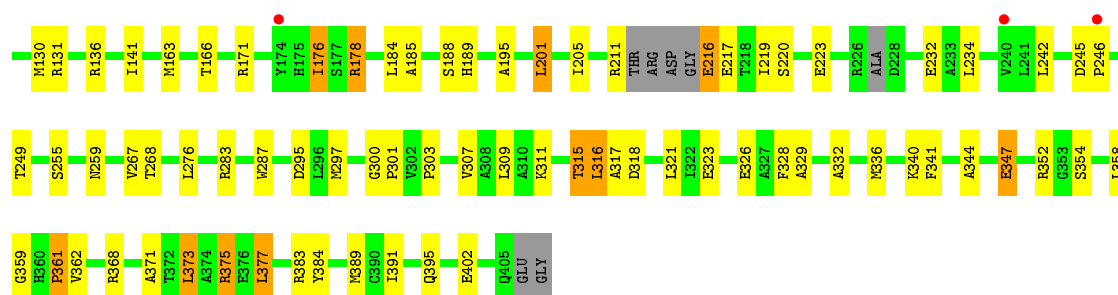 M130 R131 R136 I141 M163 T166 R171 Y174 H175 I176 S177 R178 L184 A185 S188 H189 A195 L201 I205 R211 THR ARG ASP GLY E216 E217 T218 I219 S220 E223 R226 ALA D228 E232 A233 L234 V240 L241 L242 D245 P246
T249 S255 N259 V267 T268 L276 R283 W287 D295 L296 M297 G300 P301 V302 P303 V307 A308 L309 A310 K311 T315 L316 A317 D318 L321 I322 E323 E326 A327 F328 A329 A332 M336 K340 F341 A344 E347 R352 G353 S354 L358
G359 H360 P361 V362 R368 A371 T372 L373 A374 R375 E376 L377 R383 Y384 M389 C390 I391 Q395 E402 Q405 GLU GLY